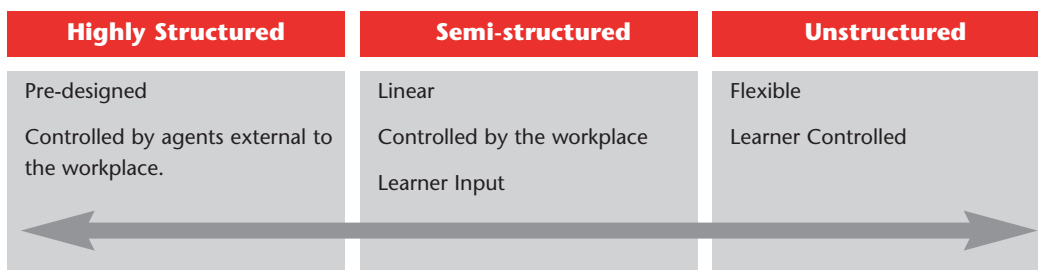 Highly Structured
Pre-designed
Controlled by agents external to
the workplace.
Semi-structured
Linear
Controlled by the workplace
Learner Input
Unstructured
Flexible
Learner Controlled